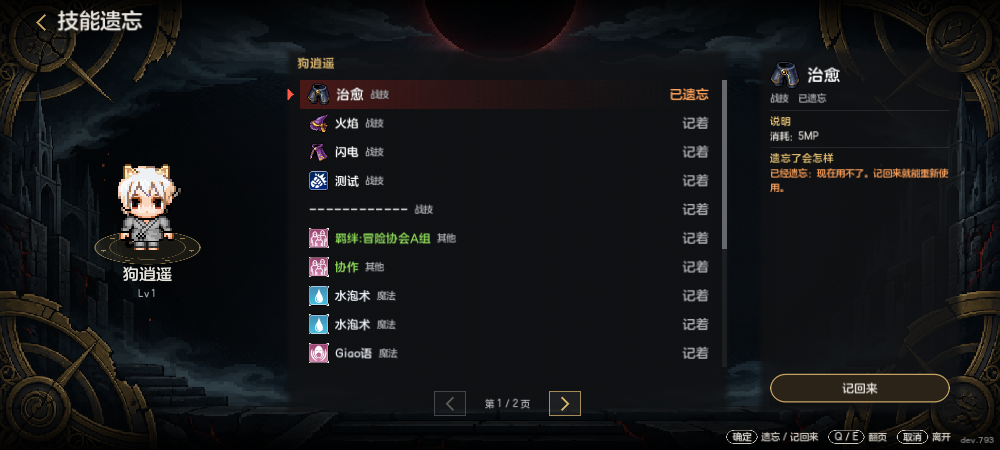 技能遗忘
狗逍遥
治愈 战技 已遗忘
火焰 战技 记着
闪电 战技 记着
测试 战技 记着
------------ 战技 记着
羁绊:冒险协会A组 其他 记着
协作 其他 记着
水泡术 魔法 记着
水泡术 魔法 记着
Giao语 魔法 记着
第 1 / 2 页
狗逍遥
Lv1
治愈
战技 已遗忘
说明
消耗: 5MP
遗忘了会怎样
已经遗忘: 现在用不了。记回来就能重新使
用。
记回来
确定 遗忘 / 记回来 Q / E 翻页 取消 离开 dev.793